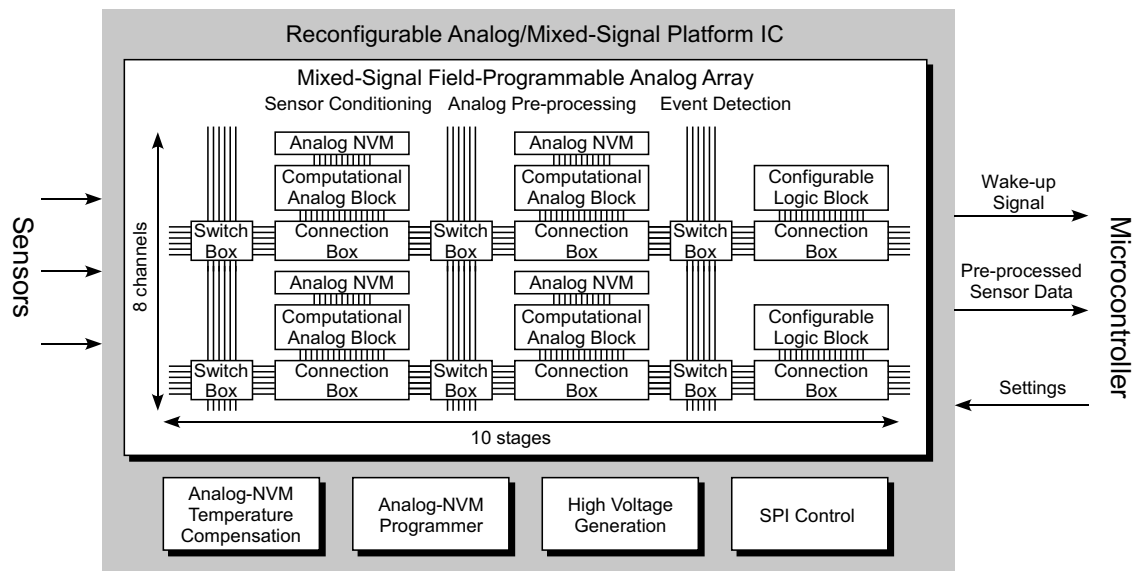 Reconfigurable Analog/Mixed-Signal Platform IC
Mixed-Signal Field-Programmable Analog Array
Sensor Conditioning Analog Pre-processing Event Detection
Analog NVM Analog NVM
Computational Computational Configurable
Analog Block Analog Block Logic Block
Switch Connection Switch Connection Switch Connection
Box Box Box Box Box Box
Analog NVM Analog NVM
Computational Computational Configurable
Analog Block Analog Block Logic Block
Switch Connection Switch Connection Switch Connection
Box Box Box Box Box Box
8 channels
10 stages
Sensors
Wake-up
Signal
Pre-processed
Sensor Data
Settings
Microcontroller
Analog-NVM
Temperature
Compensation
Analog-NVM
Programmer
High Voltage
Generation
SPI Control